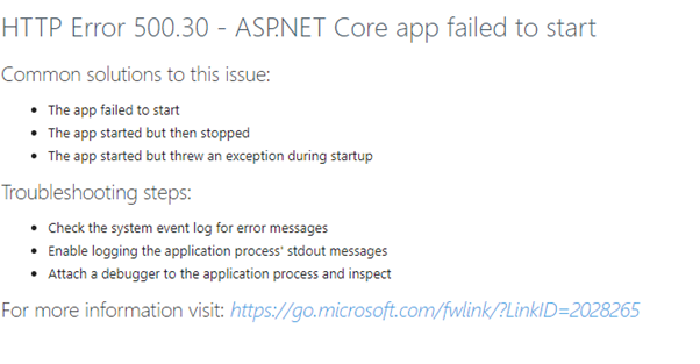 HTTP Error 500.30 - ASP.NET Core app failed to start
Common solutions to this issue:
• The app failed to start
• The app started but then stopped
• The app started but threw an exception during startup
Troubleshooting steps:
• Check the system event log for error messages
• Enable logging the application process' stdout messages
• Attach a debugger to the application process and inspect
For more information visit: https://go.microsoft.com/fwlink/?LinkID=2028265